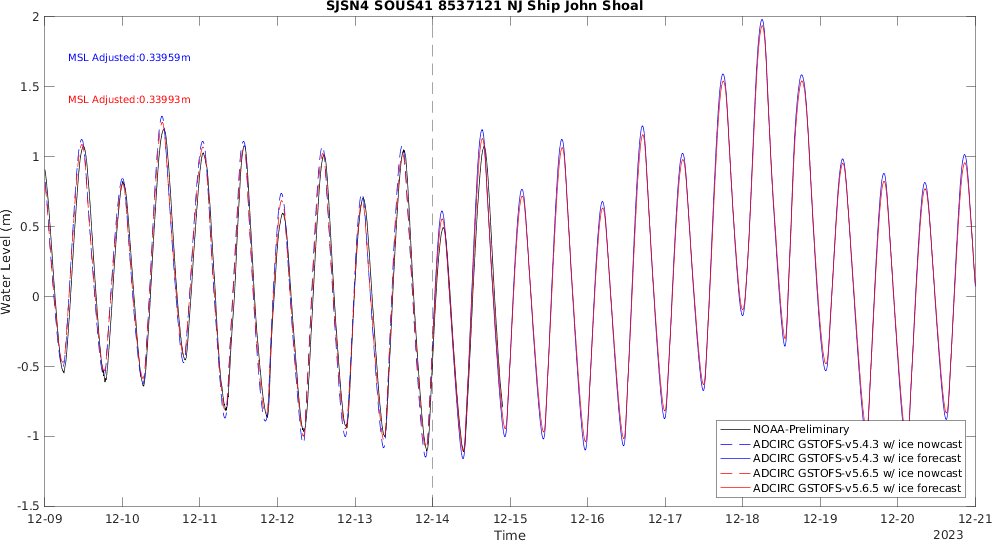 SJSN4 SOUS41 8537121 NJ Ship John Shoal
MSL Adjusted:0.33959m
MSL Adjusted:0.33993m
Water Level (m)
2
1.5
1
0.5
0
-0.5
-1
-1.5
NOAA-Preliminary
ADCIRC GSTOFS-v5.4.3 w/ ice nowcast
ADCIRC GSTOFS-v5.4.3 w/ ice forecast
ADCIRC GSTOFS-v5.6.5 w/ ice nowcast
ADCIRC GSTOFS-v5.6.5 w/ ice forecast
12-09 12-10 12-11 12-12 12-13 12-14 12-15 12-16 12-17 12-18 12-19 12-20 12-21
Time
2023